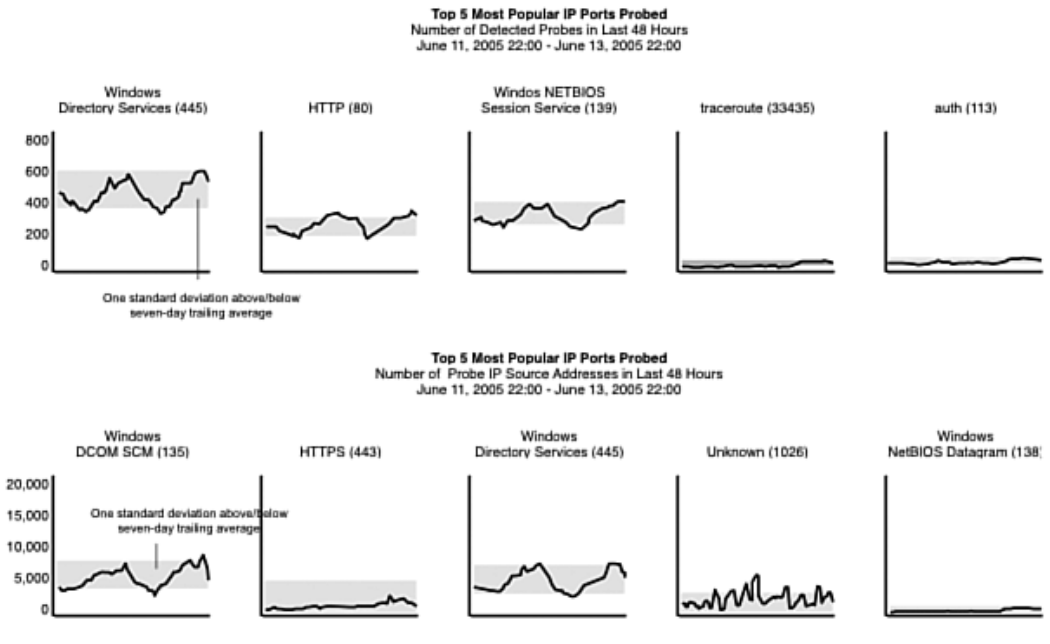 Top 5 Most Popular IP Ports Probed
Number of Detected Probes in Last 48 Hours
June 11, 2005 22:00 - June 13, 2005 22:00
Windows
Directory Services (445)
HTTP (80)
Windos NETBIOS
Session Service (139)
traceroute (33435)
auth (113)
800
600
400
200
0
One standard deviation above/below
seven-day trailing average
Top 5 Most Popular IP Ports Probed
Number of Probe IP Source Addresses in Last 48 Hours
June 11, 2005 22:00 - June 13, 2005 22:00
Windows
DCOM SCM (135)
HTTPS (443)
Windows
Directory Services (445)
Unknown (1026)
Windows
NetBIOS Datagram (138)
20,000
15,000
10,000
5,000
0
One standard deviation above/below
seven-day trailing average